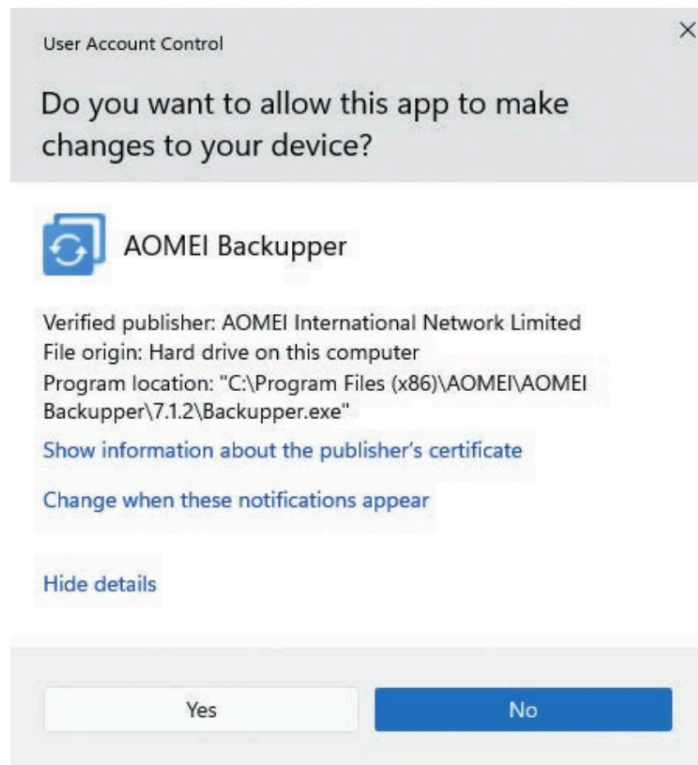 User Account Control
Do you want to allow this app to make
changes to your device?
AOMEI Backupper
Verified publisher: AOMEI International Network Limited
File origin: Hard drive on this computer
Program location: "C:\Program Files (x86)\AOMEI\AOMEI
Backupper\7.1.2\Backupper.exe"
Show information about the publisher's certificate
Change when these notifications appear
Hide details
Yes
No